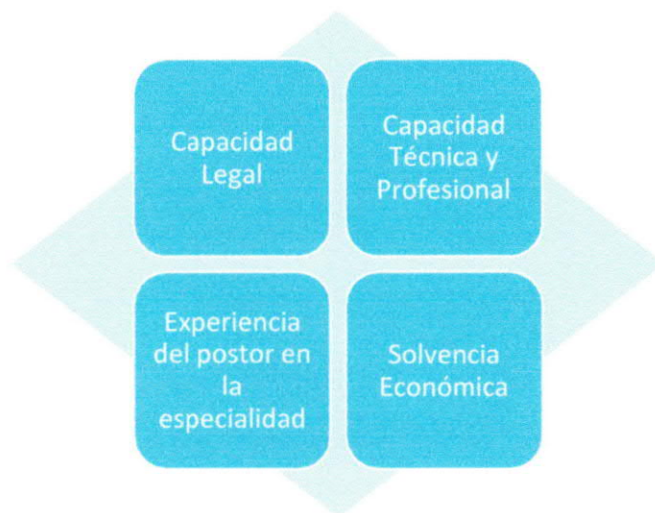 Capacidad
Legal
Capacidad
Técnica y
Profesional
Experiencia
del postor en
la
especialidad
Solvencia
Económica